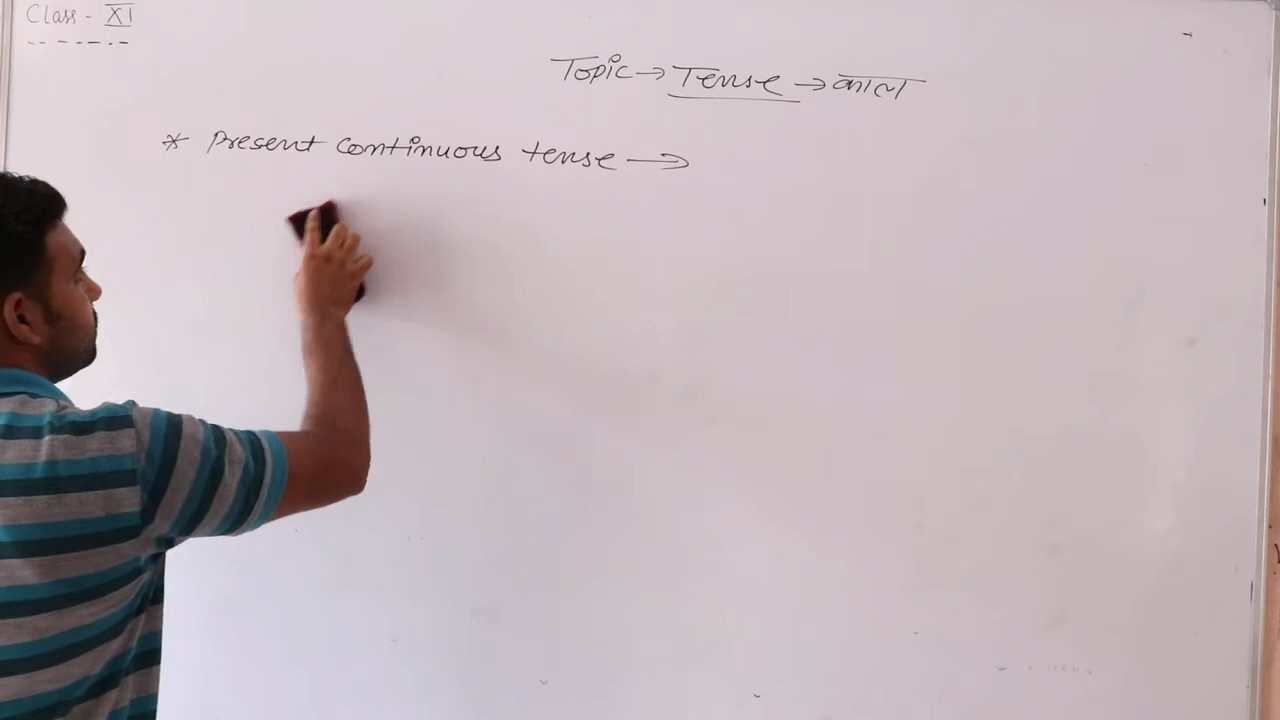 Class - XI
Topic → Tense → काल
* Present continuous tense →